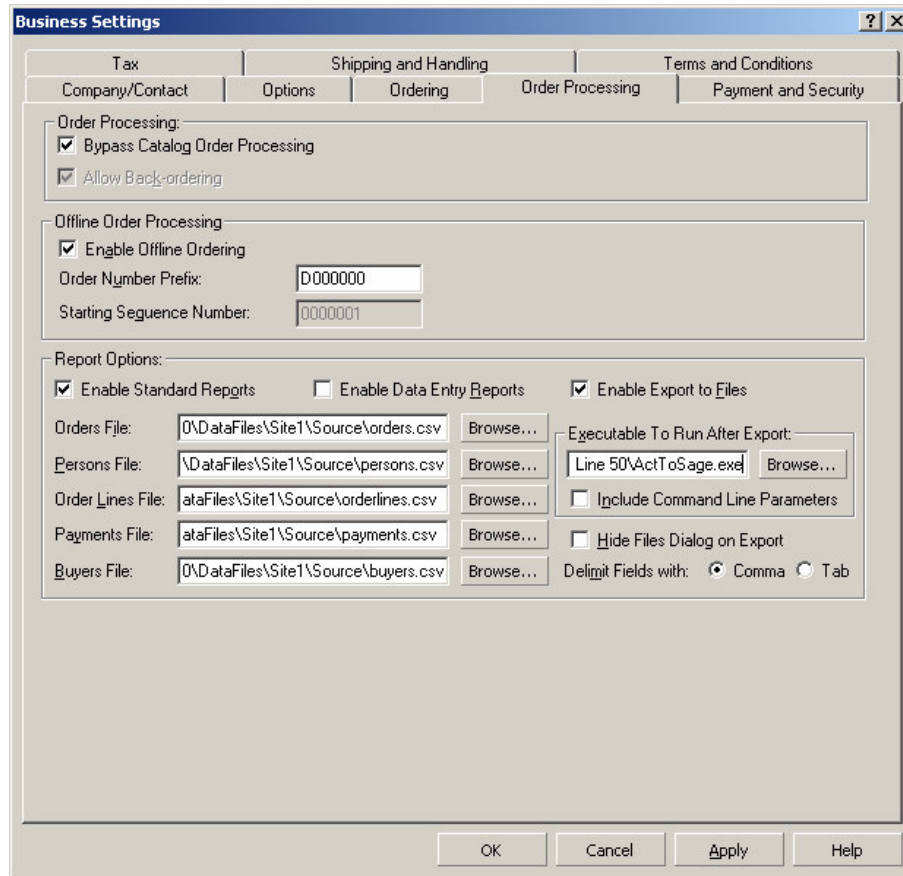 Business Settings
Tax Shipping and Handling Terms and Conditions
Company/Contact Options Ordering Order Processing Payment and Security
Order Processing:
Bypass Catalog Order Processing
Allow Back-ordering
Offline Order Processing
Enable Offline Ordering
Order Number Prefix: D000000
Starting Seguence Number: 0000001
Report Options:
Enable Standard Reports Enable Data Entry Reports Enable Export to Files
Orders File: 0\DataFiles\Site1\Source\orders.csv Browse...
Executable To Run After Export:
Persons File: \DataFiles\Site1\Source\persons.csv Browse... Line 50\ActToSage.exe Browse...
Order Lines File: ataFiles\Site1\Source\orderlines.csv Browse... Include Command Line Parameters
Payments File: ataFiles\Site1\Source\payments.csv Browse... Hide Files Dialog on Export
Buyers File: 0\DataFiles\Site1\Source\buyers.csv Browse... Delimit Fields with: Comma Tab
OK Cancel Apply Help